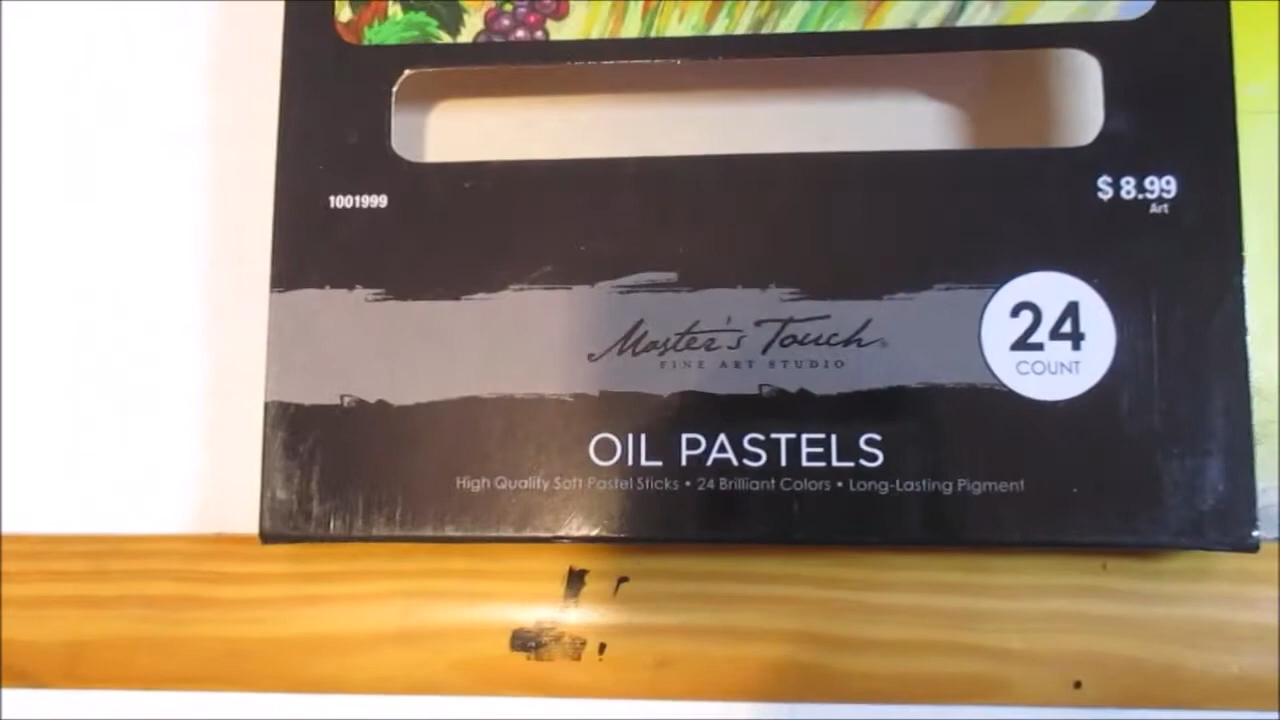 1001999
$ 8.99
Art
Master's Touch®
FINE ART STUDIO
24
COUNT
OIL PASTELS
High Quality Soft Pastel Sticks • 24 Brilliant Colors • Long-Lasting Pigment